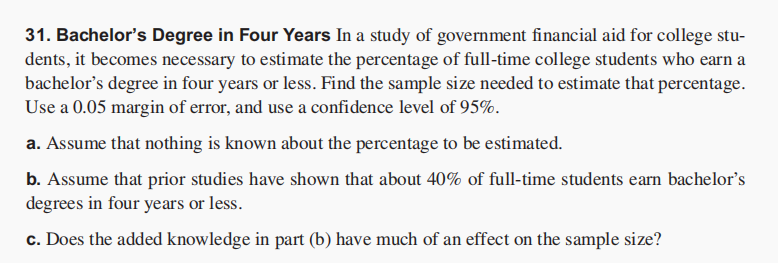 31. Bachelor's Degree in Four Years In a study of government financial aid for college stu-
dents, it becomes necessary to estimate the percentage of full-time college students who earn a
bachelor's degree in four years or less. Find the sample size needed to estimate that percentage.
Use a 0.05 margin of error, and use a confidence level of 95%.
a. Assume that nothing is known about the percentage to be estimated.
b. Assume that prior studies have shown that about 40% of full-time students earn bachelor's
degrees in four years or less.
c. Does the added knowledge in part (b) have much of an effect on the sample size?